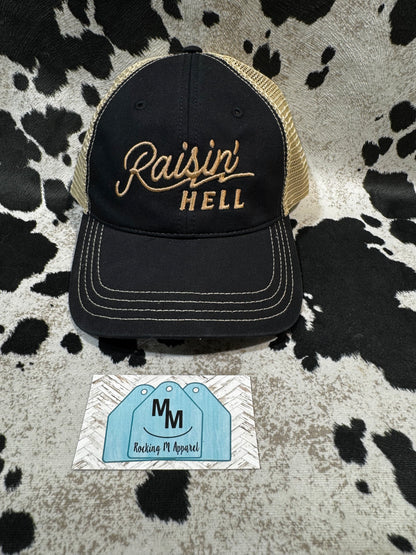 Raisin'
HELL
MM
Rocking M Apparel